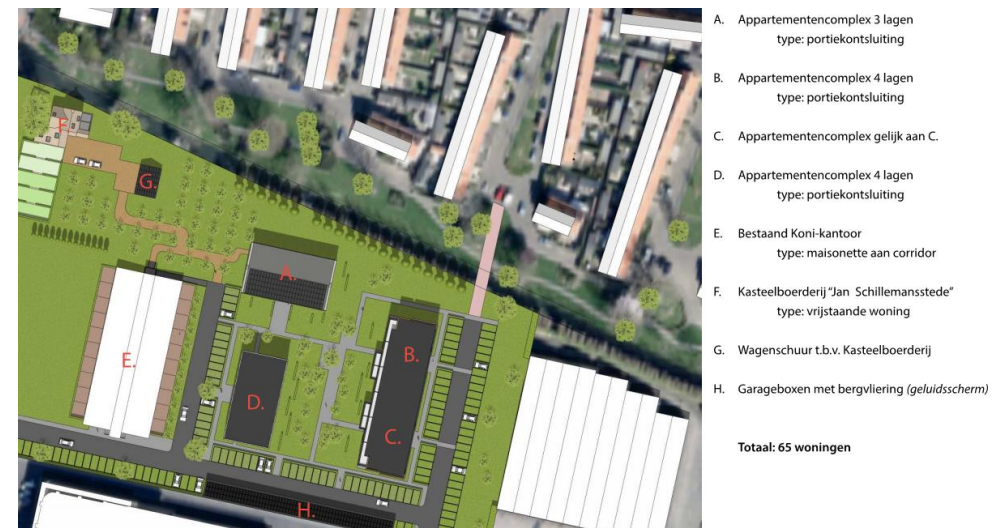 A. Appartementencomplex 3 lagen
type: portiekontsluiting
B. Appartementencomplex 4 lagen
type: portiekontsluiting
C. Appartementencomplex gelijk aan C.
D. Appartementencomplex 4 lagen
type: portiekontsluiting
E. Bestaand Koni-kantoor
type: maisonette aan corridor
F. Kasteelboerderij "Jan Schillemansstede"
type: vrijstaande woning
G. Wagenschuur t.b.v. Kasteelboerderij
H. Garageboxen met bergvliering (geluidsscherm)
Totaal: 65 woningen
F.
G.
A.
B.
E.
D.
C.
H.